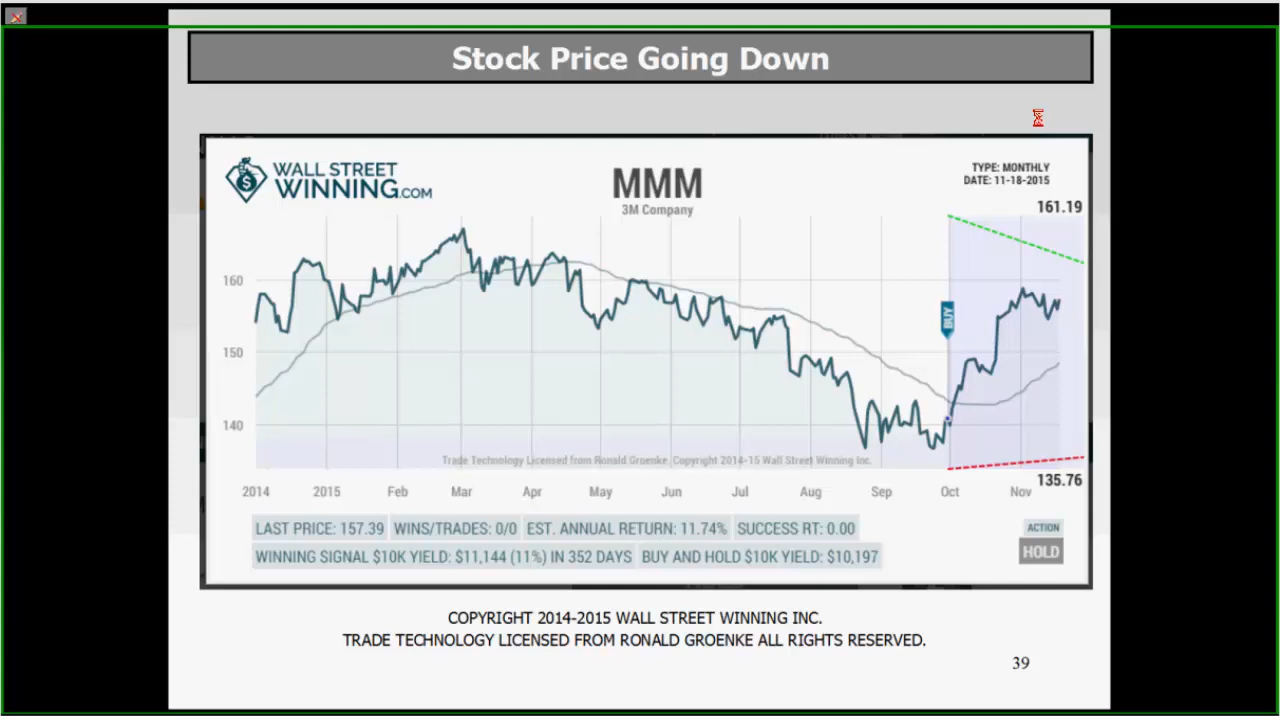 Stock Price Going Down
WALL STREET
WINNING.COM
MMM
3M Company
TYPE: MONTHLY
DATE: 11-18-2015
161.19
160
150
140
BUY
Trade Technology Licensed from Ronald Groenke, Copyright 2014-15 Wall Street Winning Inc.
135.76
2014 2015 Feb Mar Apr May Jun Jul Aug Sep Oct Nov
LAST PRICE: 157.39 WINS/TRADES: 0/0 EST. ANNUAL RETURN: 11.74% SUCCESS RT: 0.00
ACTION
WINNING SIGNAL $10K YIELD: $11,144 (11%) IN 352 DAYS BUY AND HOLD $10K YIELD: $10,197
HOLD
COPYRIGHT 2014-2015 WALL STREET WINNING INC.
TRADE TECHNOLOGY LICENSED FROM RONALD GROENKE ALL RIGHTS RESERVED.
39